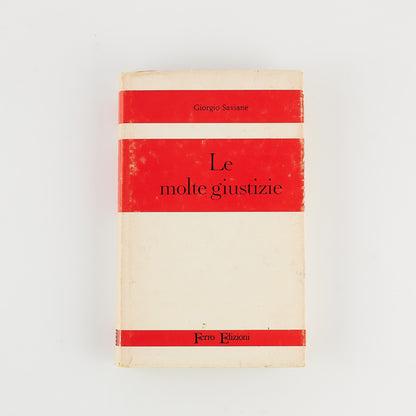 Giorgio Saviane
Le
molte giustizie
Ferro Edizioni